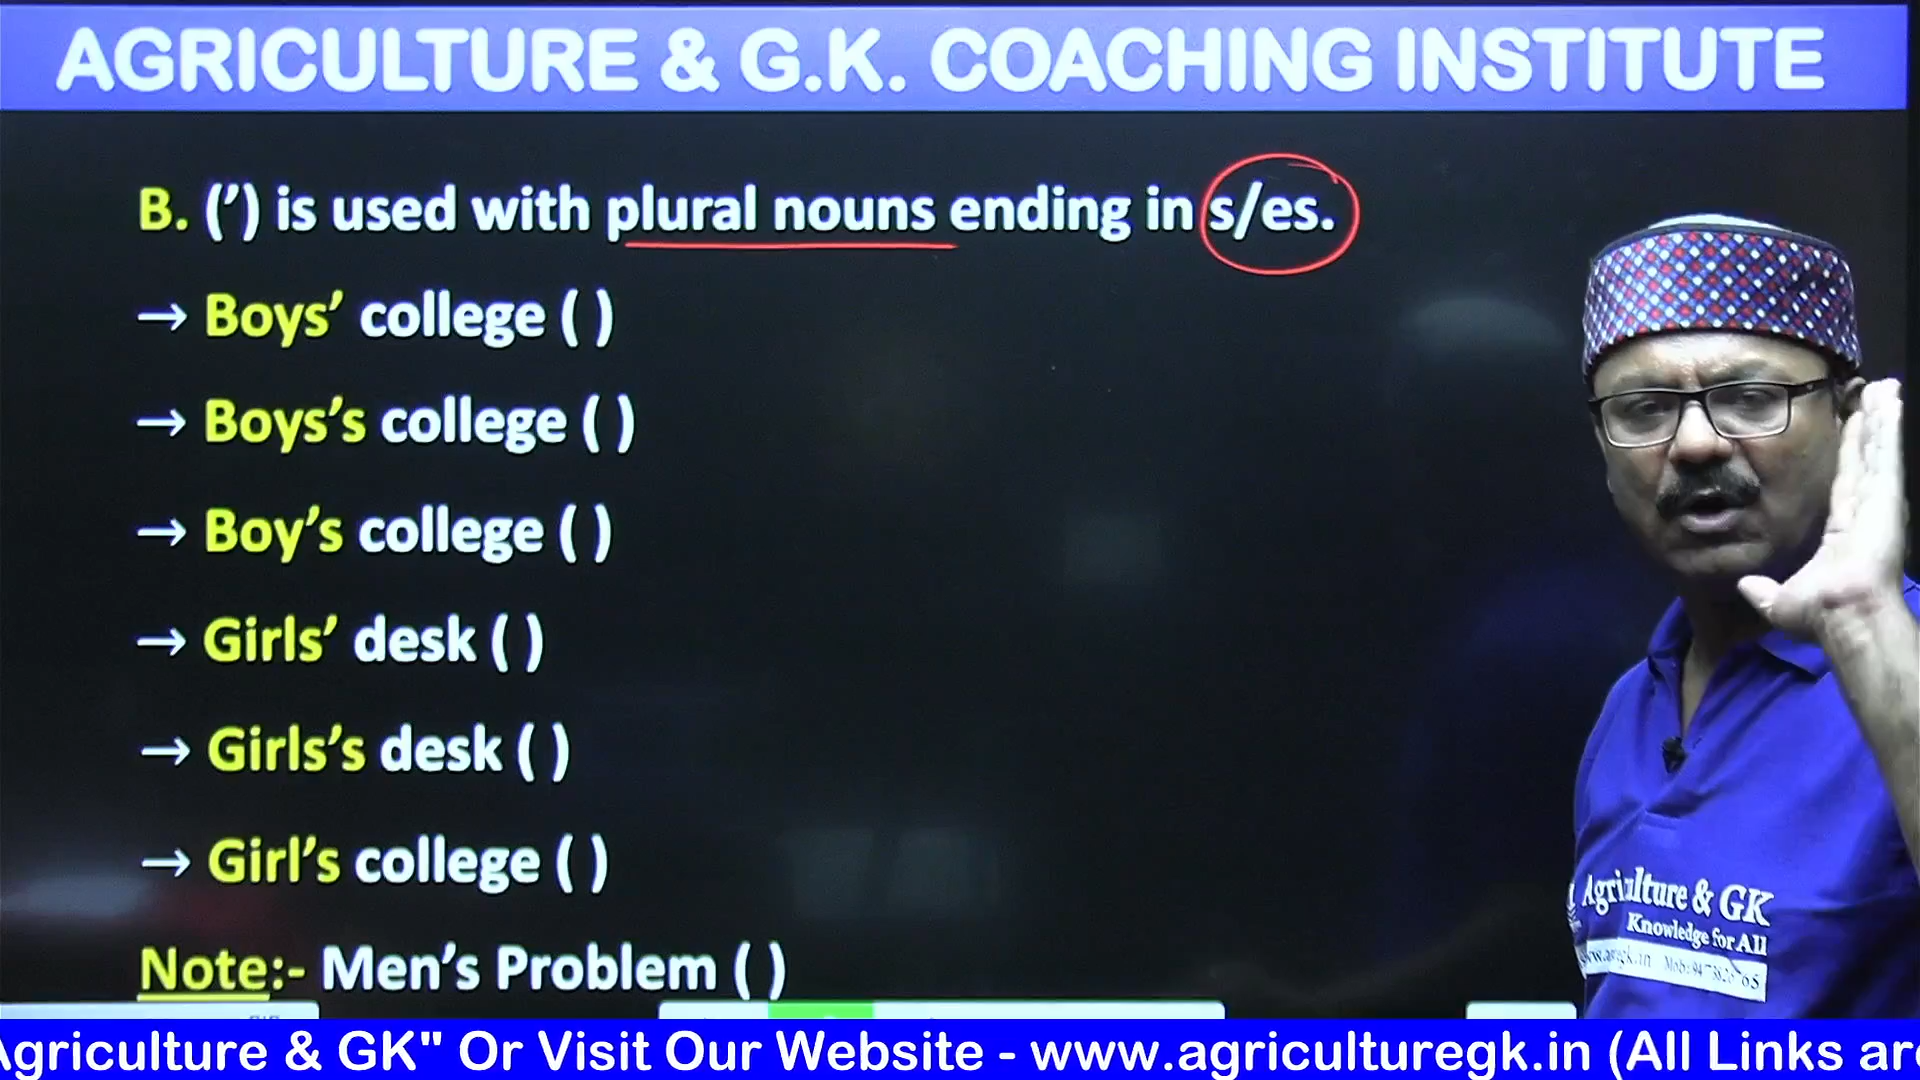 AGRICULTURE & G.K. COACHING INSTITUTE
B. (’) is used with plural nouns ending in s/es.
→ Boys’ college ( )
→ Boys’s college ( )
→ Boy’s college ( )
→ Girls’ desk ( )
→ Girls’s desk ( )
→ Girl’s college ( )
Note:- Men’s Problem ( )
Agriculture & GK
Knowledge for All
Agriculture & GK" Or Visit Our Website - www.agriculturegk.in (All Links are